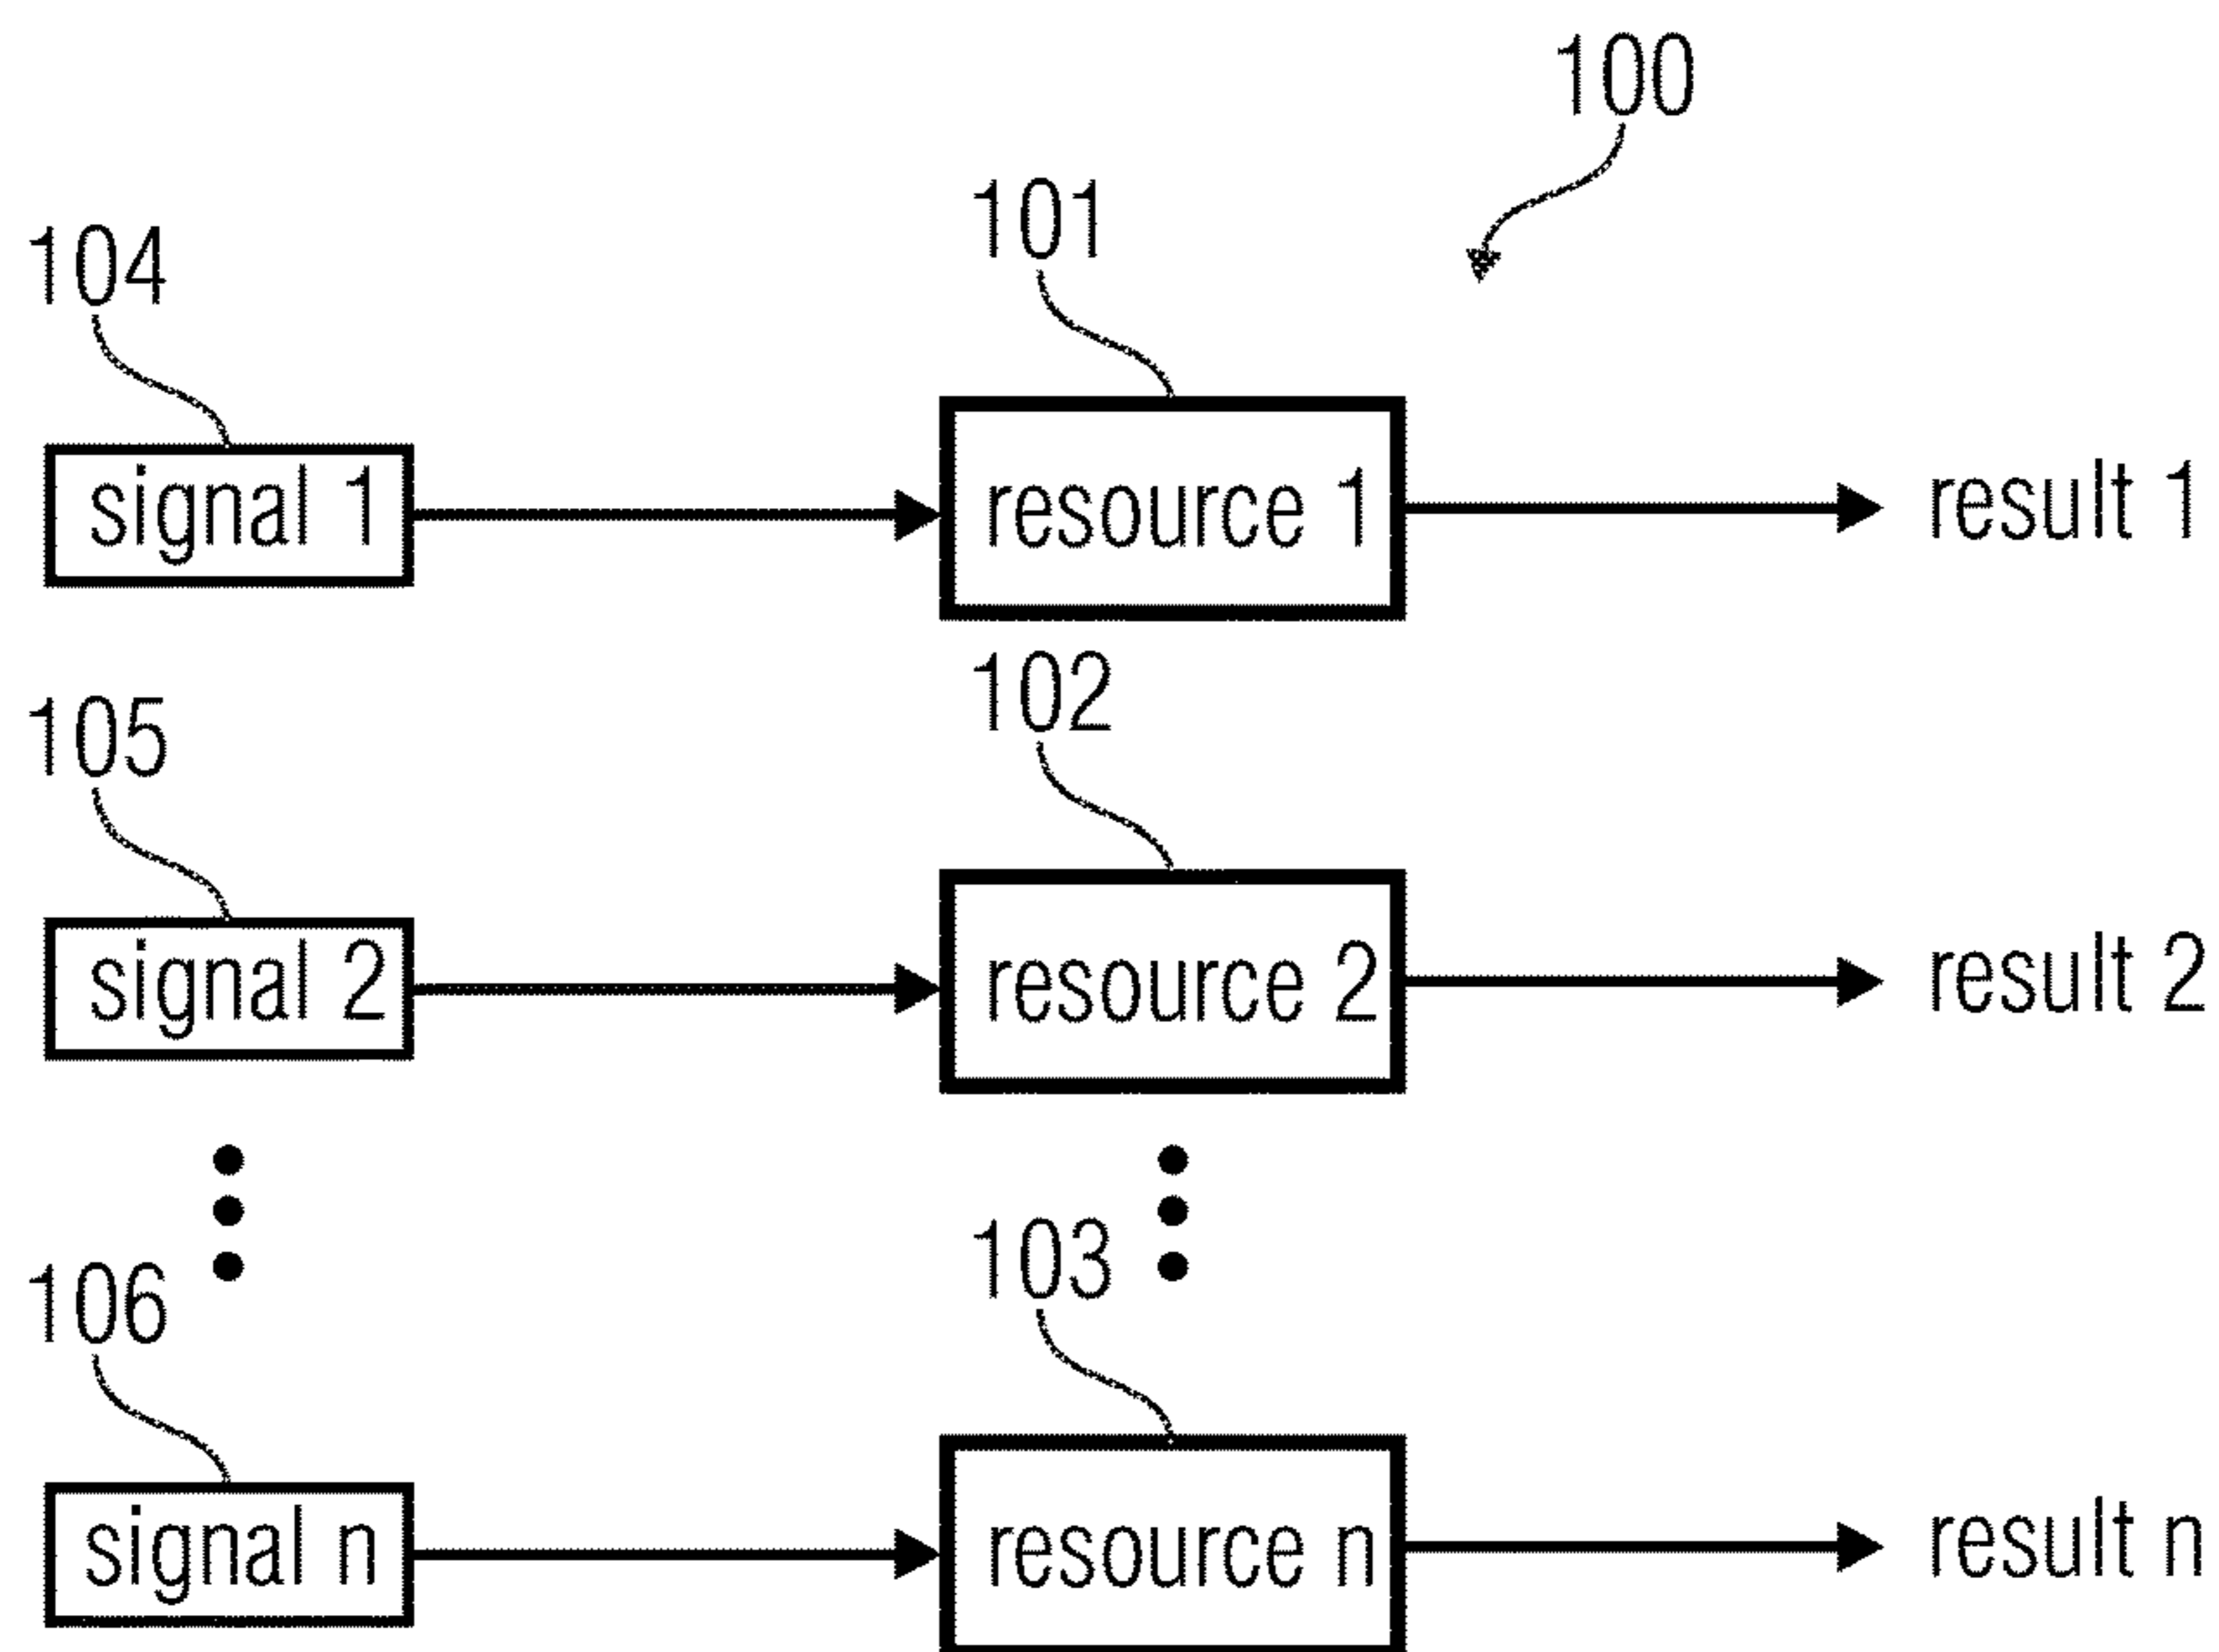 100
101
104
signal 1 resource 1 result 1
102
105
signal 2 resource 2 result 2
103
106
signal n resource n result n